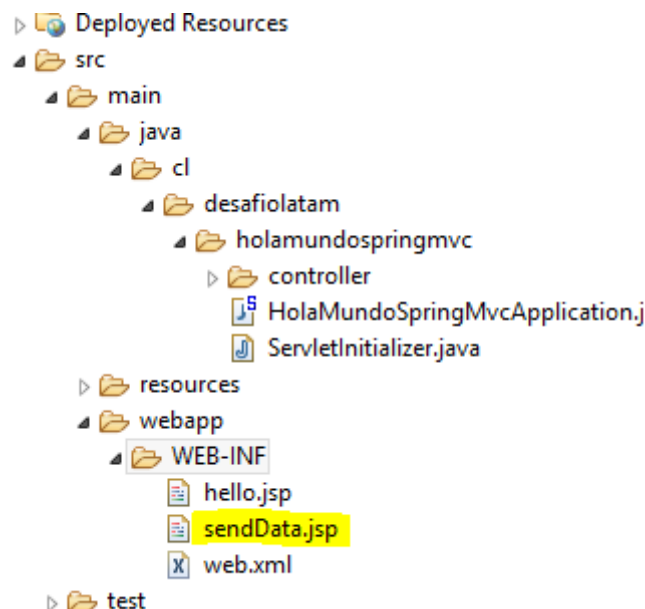 Deployed Resources
src
main
java
cl
desafiolatam
holamundospringmvc
controller
HolaMundoSpringMvcApplication.j
ServletInitializer.java
resources
webapp
WEB-INF
hello.jsp
sendData.jsp
web.xml
test